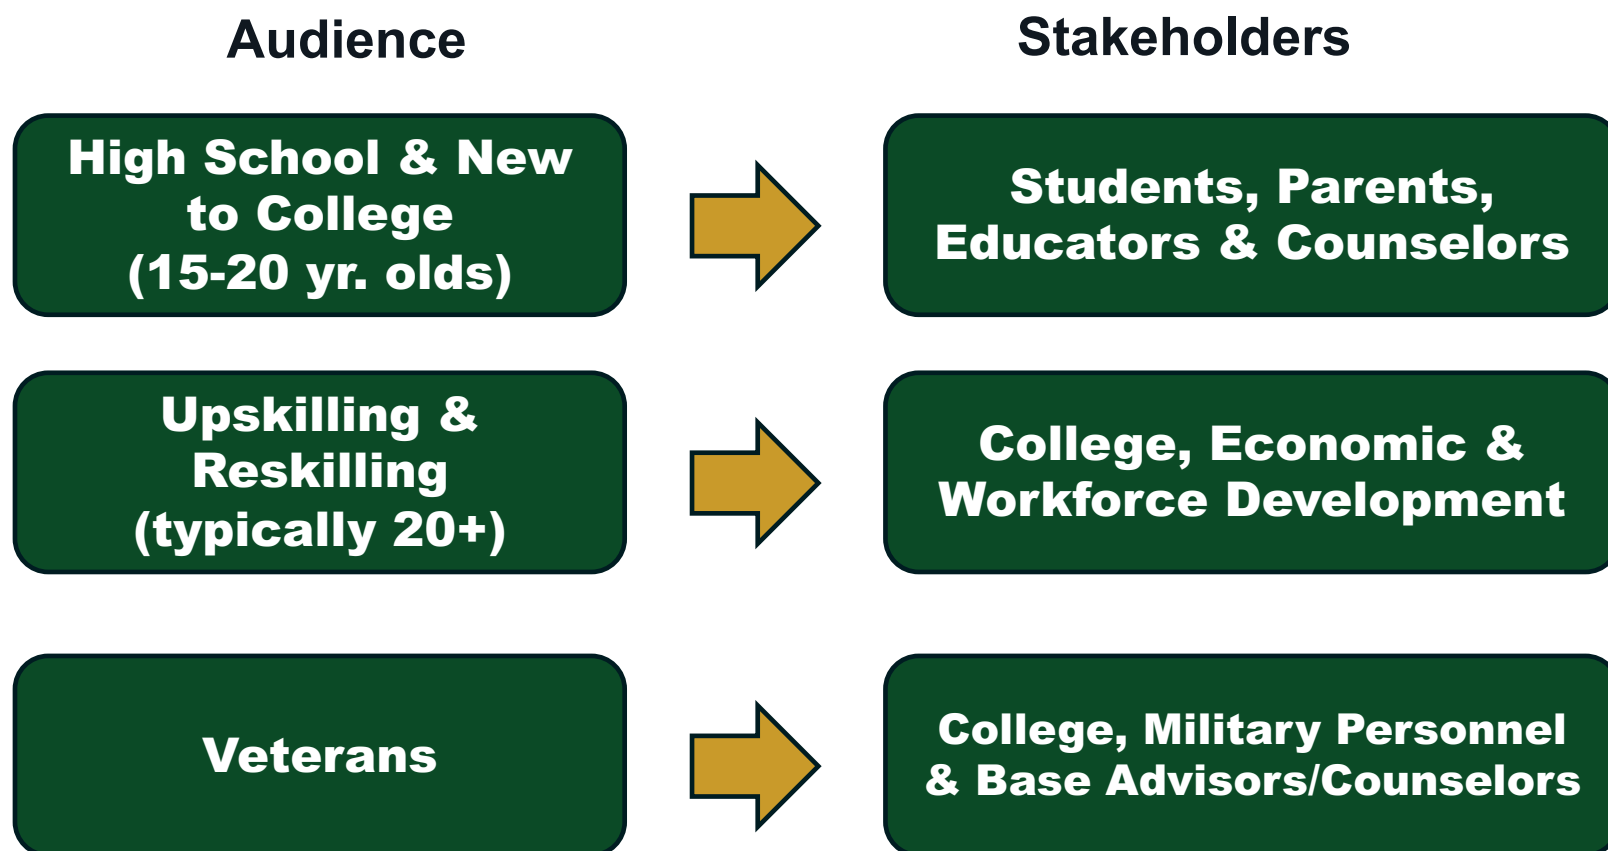 Audience
Stakeholders
High School & New
to College
(15-20 yr. olds)
Students, Parents,
Educators & Counselors
Upskilling &
Reskilling
(typically 20+)
College, Economic &
Workforce Development
Veterans
College, Military Personnel
& Base Advisors/Counselors